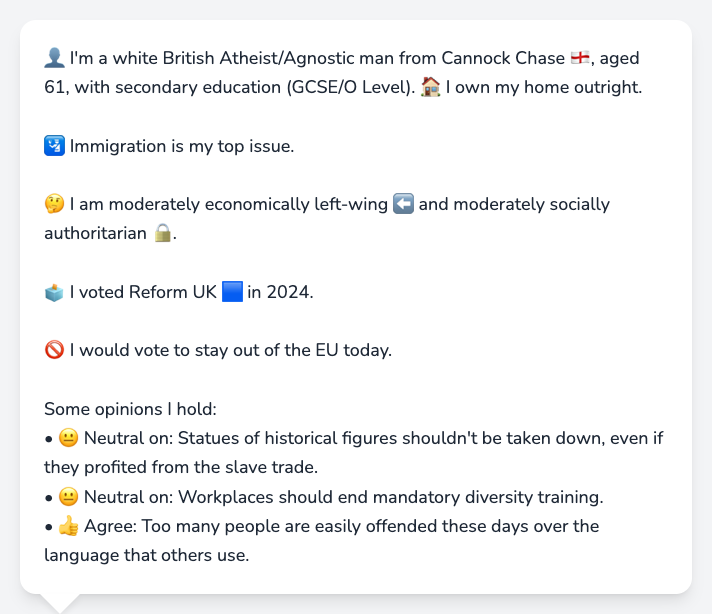 👤 I'm a white British Atheist/Agnostic man from Cannock Chase 🏴󠁧󠁢󠁥󠁮󠁧󠁿, aged
61, with secondary education (GCSE/O Level). 🏠 I own my home outright.
🛂 Immigration is my top issue.
🤔 I am moderately economically left-wing ⬅️ and moderately socially
authoritarian 🔒.
🗳️ I voted Reform UK 🟦 in 2024.
🚫 I would vote to stay out of the EU today.
Some opinions I hold:
• 😐 Neutral on: Statues of historical figures shouldn't be taken down, even if
they profited from the slave trade.
• 😐 Neutral on: Workplaces should end mandatory diversity training.
• 👍 Agree: Too many people are easily offended these days over the
language that others use.